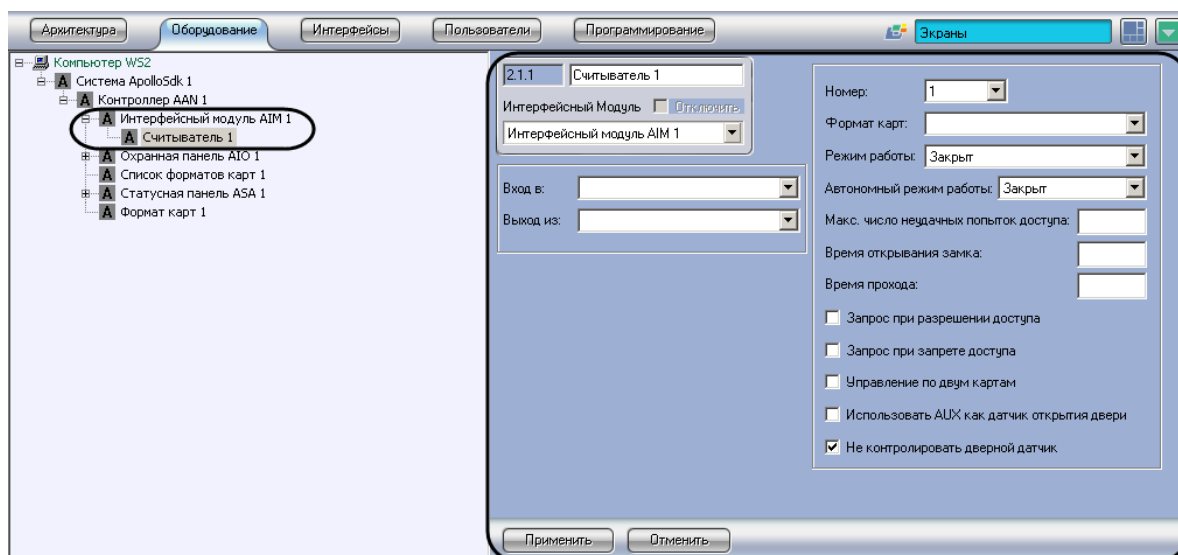 Архитектура Оборудование Интерфейсы Пользователи Программирование Экраны
Компьютер WS2
A Система ApolloSdk 1
A Контроллер AAN 1
A Интерфейсный модуль AIM 1
A Считыватель 1
A Охранная панель AIO 1
A Список форматов карт 1
A Статусная панель ASA 1
A Формат карт 1
2.1.1 Считыватель 1
Интерфейсный Модуль Отключить
Интерфейсный модуль AIM 1
Вход в:
Выход из:
Номер: 1
Формат карт:
Режим работы: Закрыт
Автономный режим работы: Закрыт
Макс. число неудачных попыток доступа:
Время открывания замка:
Время прохода:
Запрос при разрешении доступа
Запрос при запрете доступа
Управление по двум картам
Использовать AUX как датчик открытия двери
Не контролировать дверной датчик
Применить Отменить